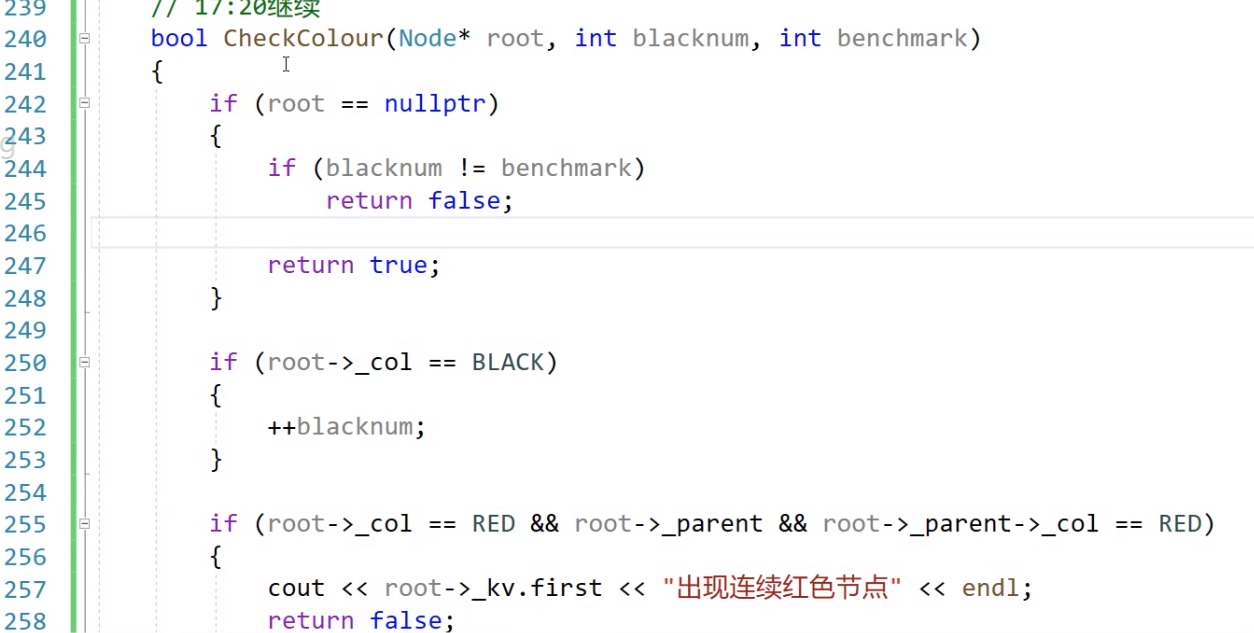 239 // 17:20继续
240 bool CheckColour(Node* root, int blacknum, int benchmark)
241 {
242 if (root == nullptr)
243 {
244 if (blacknum != benchmark)
245 return false;
246
247 return true;
248 }
249
250 if (root->_col == BLACK)
251 {
252 ++blacknum;
253 }
254
255 if (root->_col == RED && root->_parent && root->_parent->_col == RED)
256 {
257 cout << root->_kv.first << "出现连续红色节点" << endl;
258 return false;